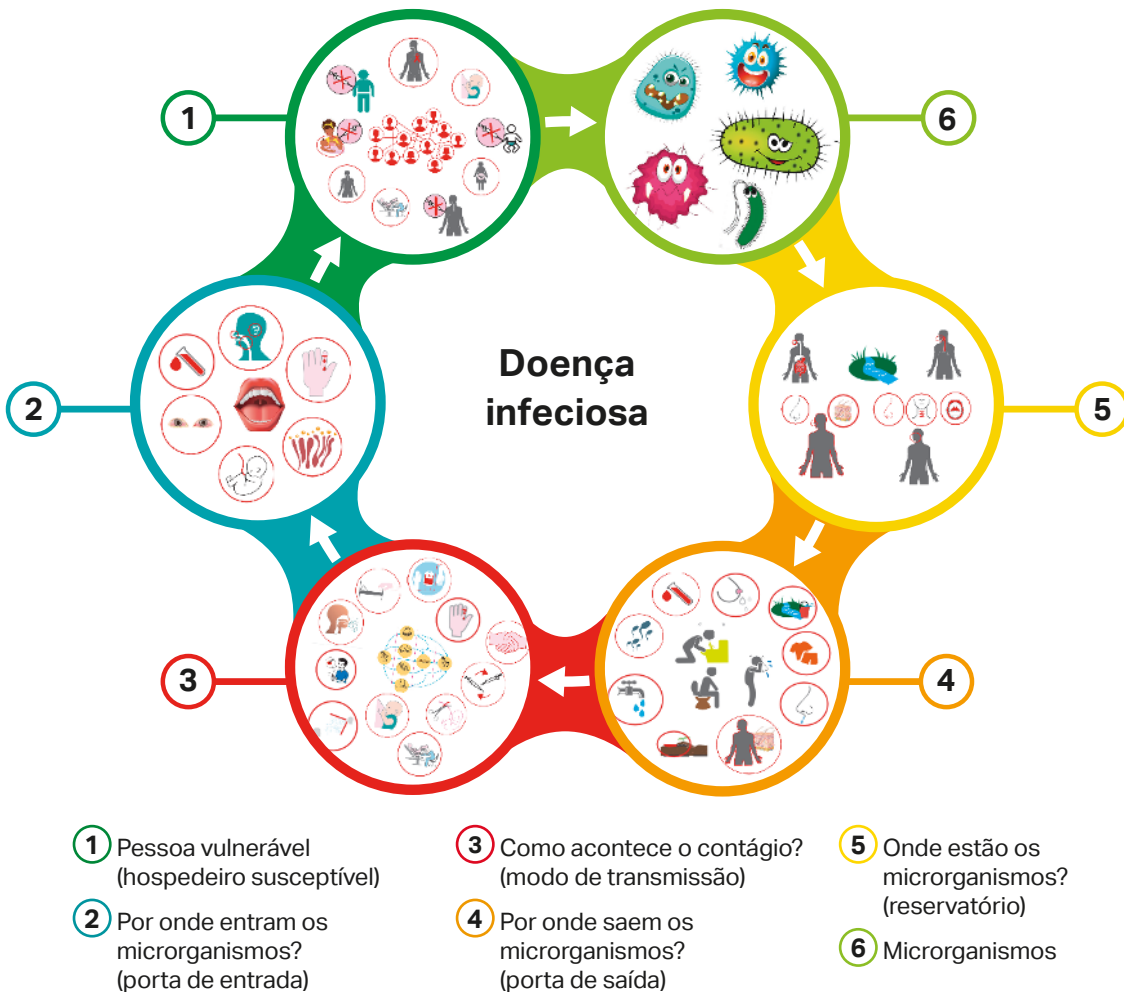 1
6
Doença
infeciosa
2
5
3
4
1 Pessoa vulnerável
(hospedeiro susceptível)
2 Por onde entram os
microrganismos?
(porta de entrada)
3 Como acontece o contágio?
(modo de transmissão)
4 Por onde saem os
microrganismos?
(porta de saída)
5 Onde estão os
microrganismos?
(reservatório)
6 Microrganismos